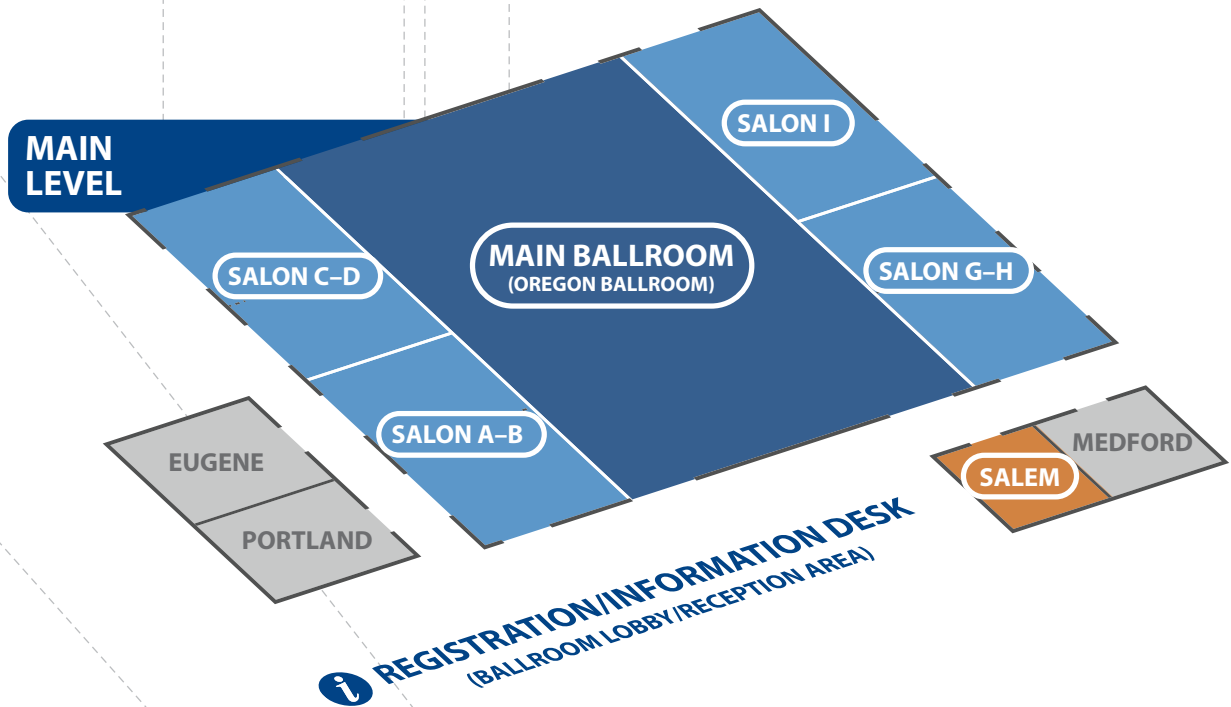 MAIN
LEVEL
SALON I
MAIN BALLROOM
(OREGON BALLROOM)
SALON C–D
SALON G–H
SALON A–B
EUGENE
PORTLAND
MEDFORD
SALEM
i REGISTRATION/INFORMATION DESK
(BALLROOM LOBBY/RECEPTION AREA)